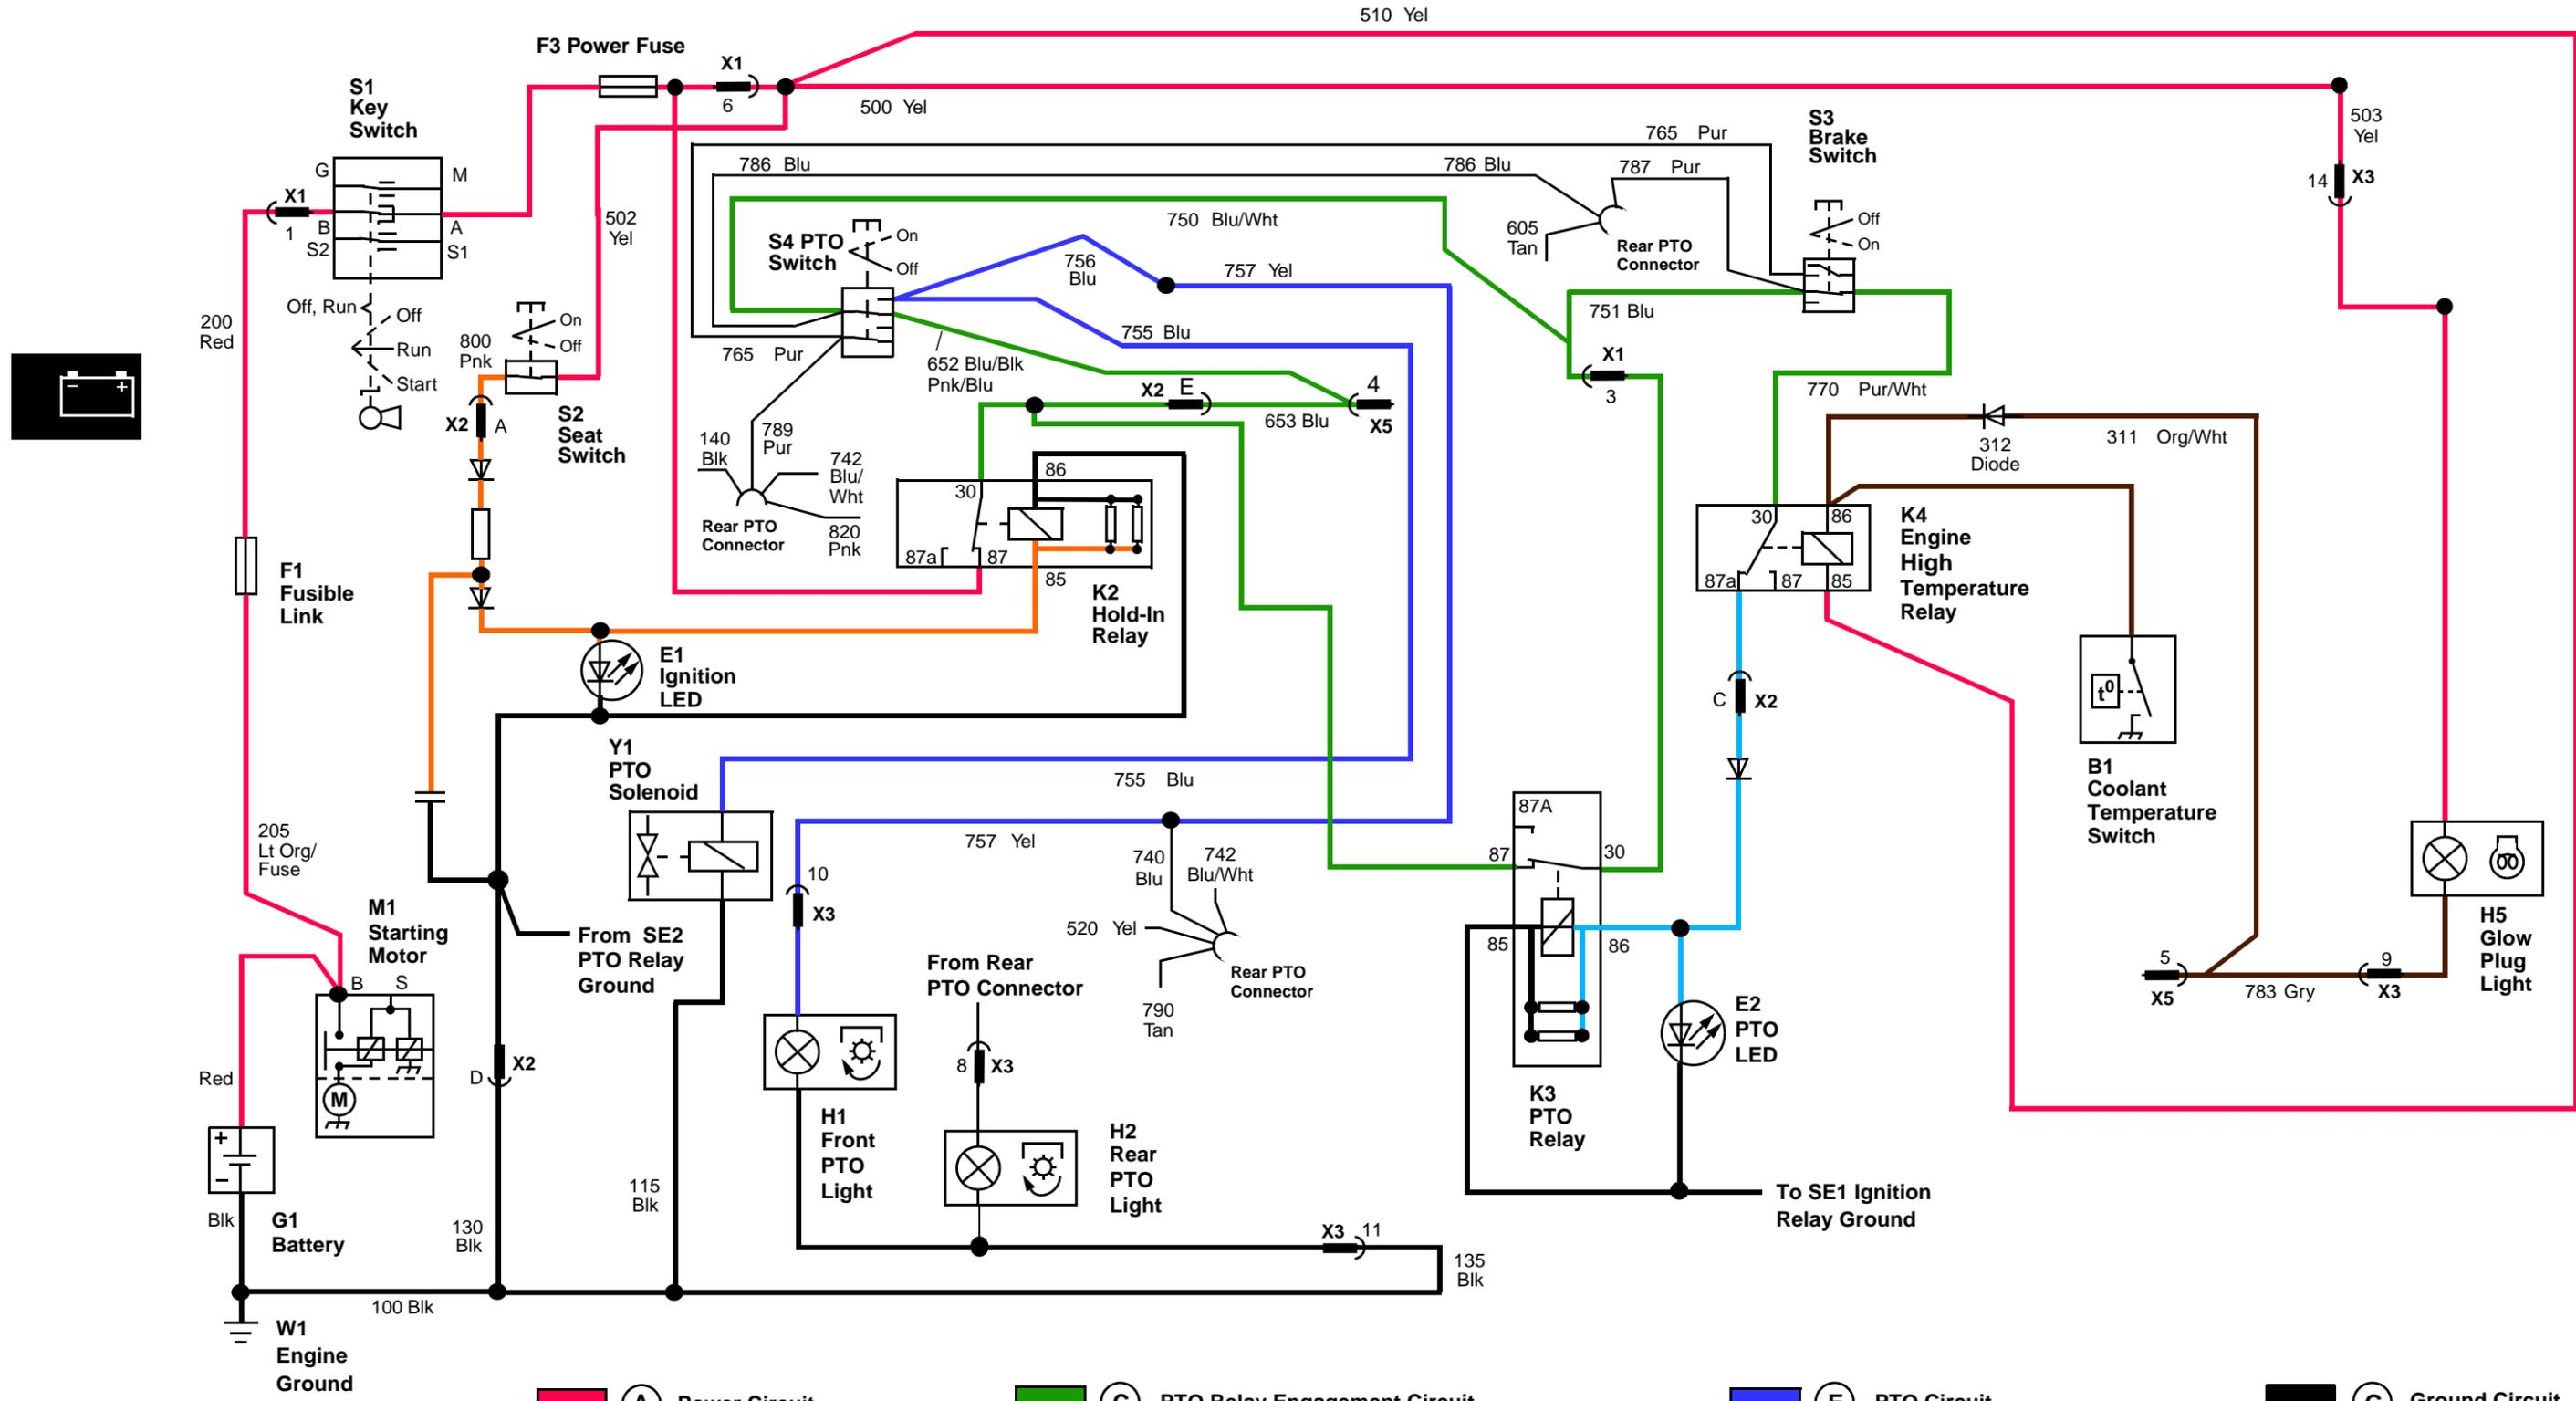 510 Yel
F3 Power Fuse
X1
6
500 Yel
S1
Key
Switch
G
M
X1
1
B
A
S2
S1
Off, Run
Off
Run
Start
200
Red
502
Yel
800
Pnk
On
Off
X2
A
S2
Seat
Switch
786 Blu
765 Pur
786 Blu
787 Pur
605
Tan
Rear PTO
Connector
S3
Brake
Switch
Off
On
503
Yel
14
X3
750 Blu/Wht
S4 PTO
Switch
On
Off
756
Blu
757 Yel
755 Blu
765 Pur
652 Blu/Blk
Pnk/Blu
751 Blu
X1
3
X2
E
4
653 Blu
X5
770 Pur/Wht
312
Diode
311 Org/Wht
140
Blk
789
Pur
742
Blu/
Wht
820
Pnk
Rear PTO
Connector
86
30
87a
87
85
K2
Hold-In
Relay
30
86
87a
87
85
K4
Engine
High
Temperature
Relay
F1
Fusible
Link
E1
Ignition
LED
C
X2
t0
B1
Coolant
Temperature
Switch
Y1
PTO
Solenoid
755 Blu
757 Yel
205
Lt Org/
Fuse
10
X3
740
Blu
742
Blu/Wht
520 Yel
790
Tan
Rear PTO
Connector
87A
87
30
85
86
M1
Starting
Motor
B
S
M
From SE2
PTO Relay
Ground
From Rear
PTO Connector
8
X3
E2
PTO
LED
H5
Glow
Plug
Light
5
X5
783 Gry
9
X3
Red
D
X2
H1
Front
PTO
Light
H2
Rear
PTO
Light
K3
PTO
Relay
+
−
Blk
G1
Battery
130
Blk
115
Blk
X3
11
135
Blk
To SE1 Ignition
Relay Ground
100 Blk
W1
Engine
Ground
A
Power Circuit
C
PTO Relay Engagement Circuit
E
PTO Circuit
G
Ground Circuit